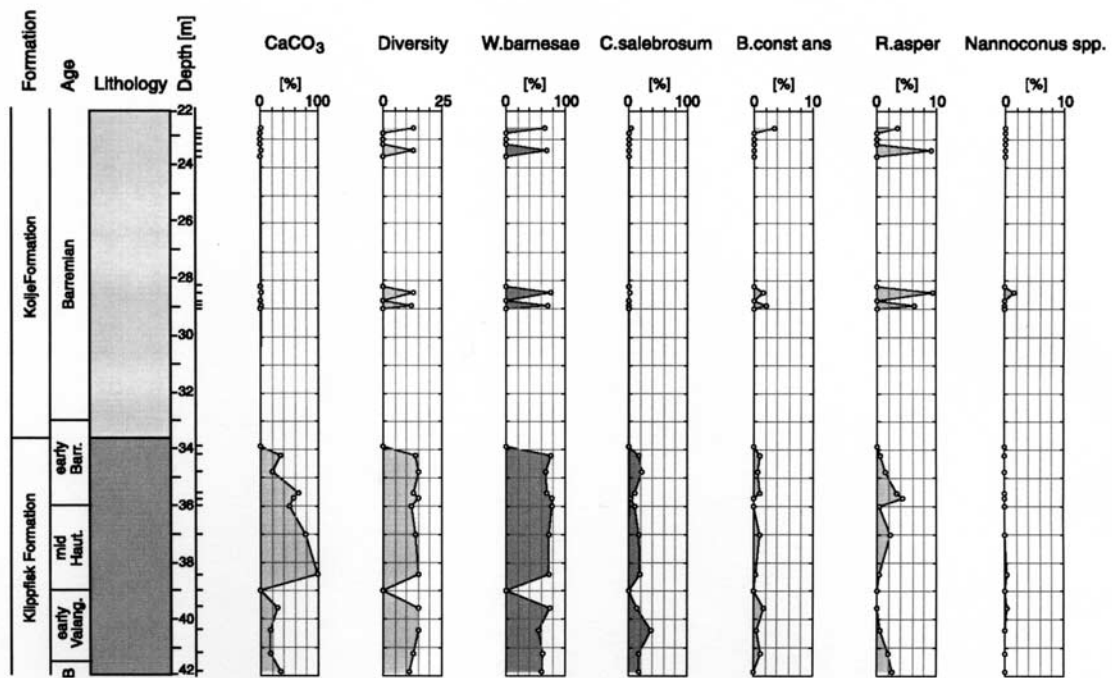 Formation
Age
Lithology
Depth [m]
CaCO3
Diversity
W.barnesae
C.salebrosum
B.const ans
R.asper
Nannoconus spp.
[%]
[%]
[%]
[%]
[%]
[%]
0 100
0 25
0 100
0 100
0 10
0 10
0 10
22
24
26
28
30
32
34
36
38
40
42
KoljeFormation
Klippfisk Formation
Barremian
early
Barr.
mid
Haut.
early
Valang.
B